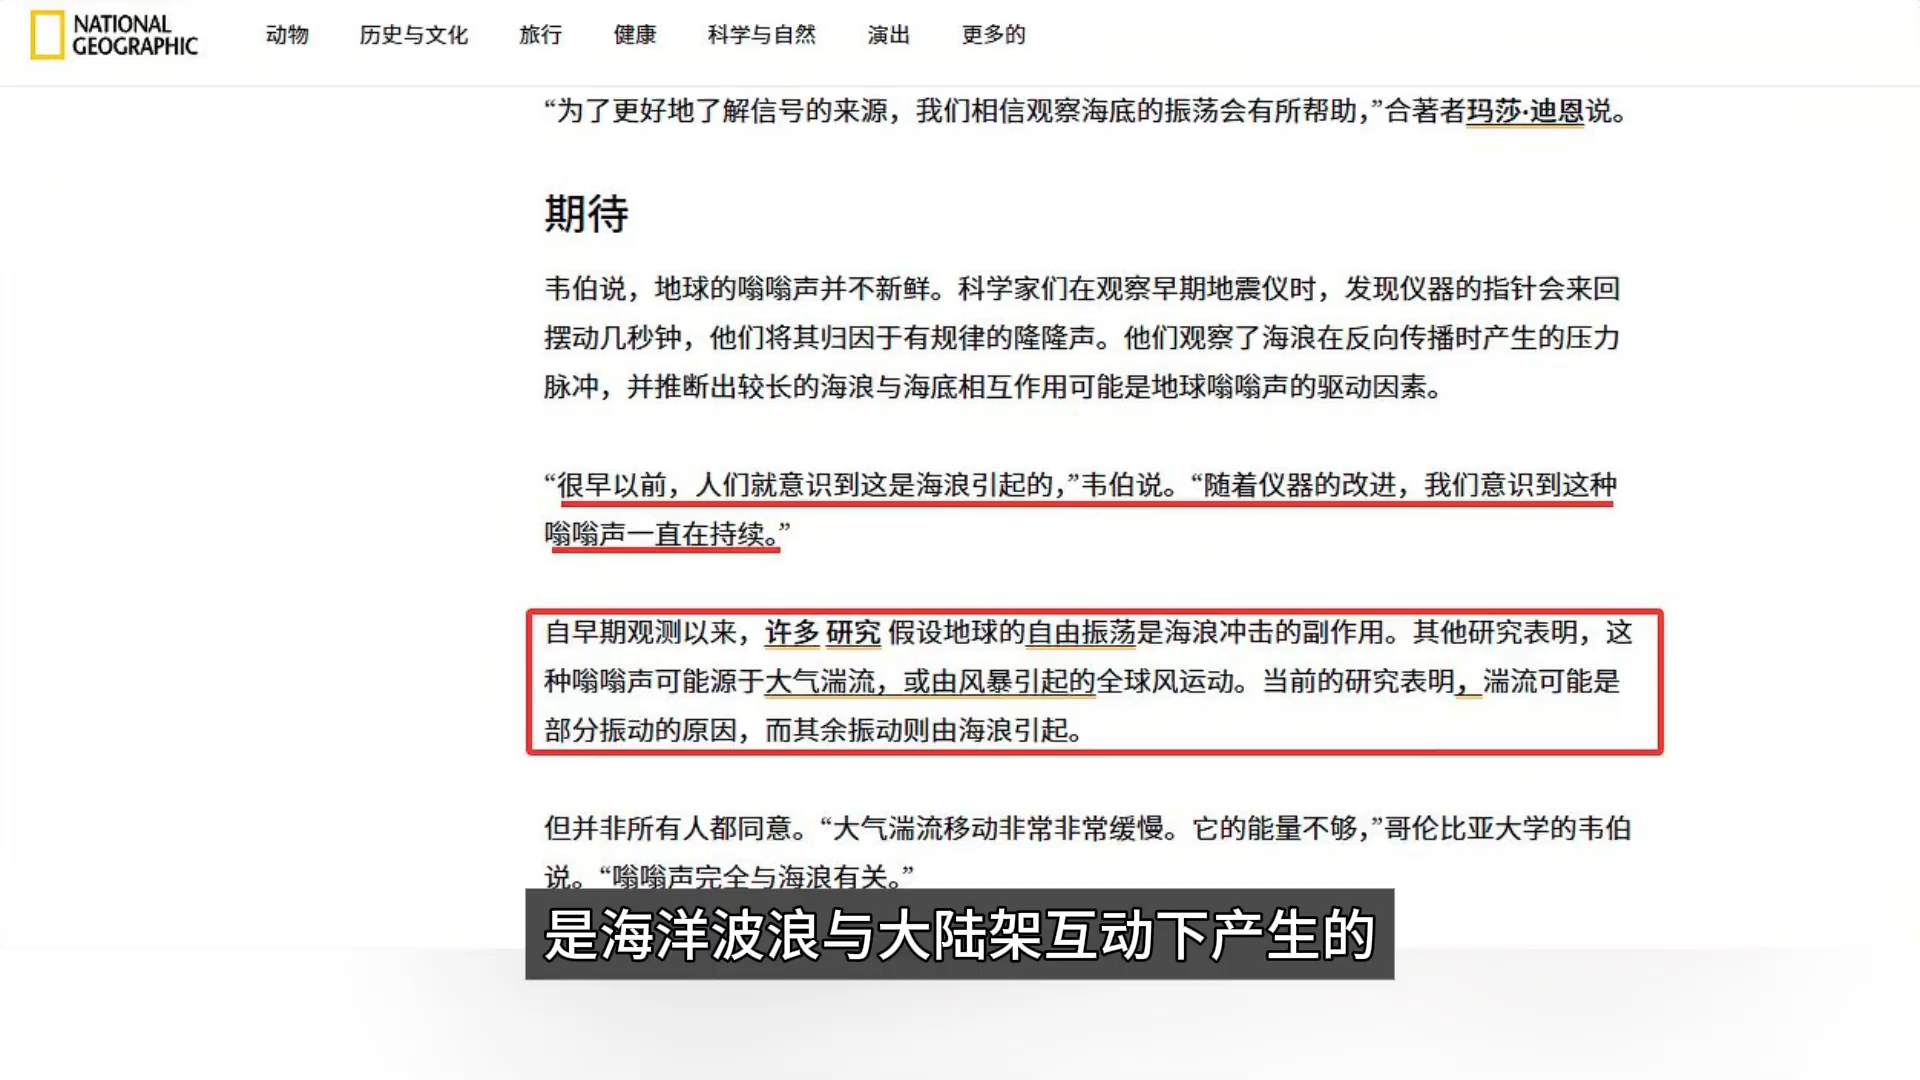 NATIONAL
GEOGRAPHIC
动物 历史与文化 旅行 健康 科学与自然 演出 更多的
“为了更好地了解信号的来源，我们相信观察海底的振荡会有所帮助，”合著者玛莎·迪恩说。
期待
韦伯说，地球的嗡嗡声并不新鲜。科学家们在观察早期地震仪时，发现仪器的指针会来回
摆动几秒钟，他们将其归因于有规律的隆隆声。他们观察了海浪在反向传播时产生的压力
脉冲，并推断出较长的海浪与海底相互作用可能是地球嗡嗡声的驱动因素。
“很早以前，人们就意识到这是海浪引起的，”韦伯说。“随着仪器的改进，我们意识到这种
嗡嗡声一直在持续。”
自早期观测以来，许多 研究 假设地球的自由振荡是海浪冲击的副作用。其他研究表明，这
种嗡嗡声可能源于大气湍流，或由风暴引起的全球风运动。当前的研究表明，湍流可能是
部分振动的原因，而其余振动则由海浪引起。
但并非所有人都同意。“大气湍流移动非常非常缓慢。它的能量不够，”哥伦比亚大学的韦伯
说。“嗡嗡声完全与海浪有关。”
是海洋波浪与大陆架互动下产生的